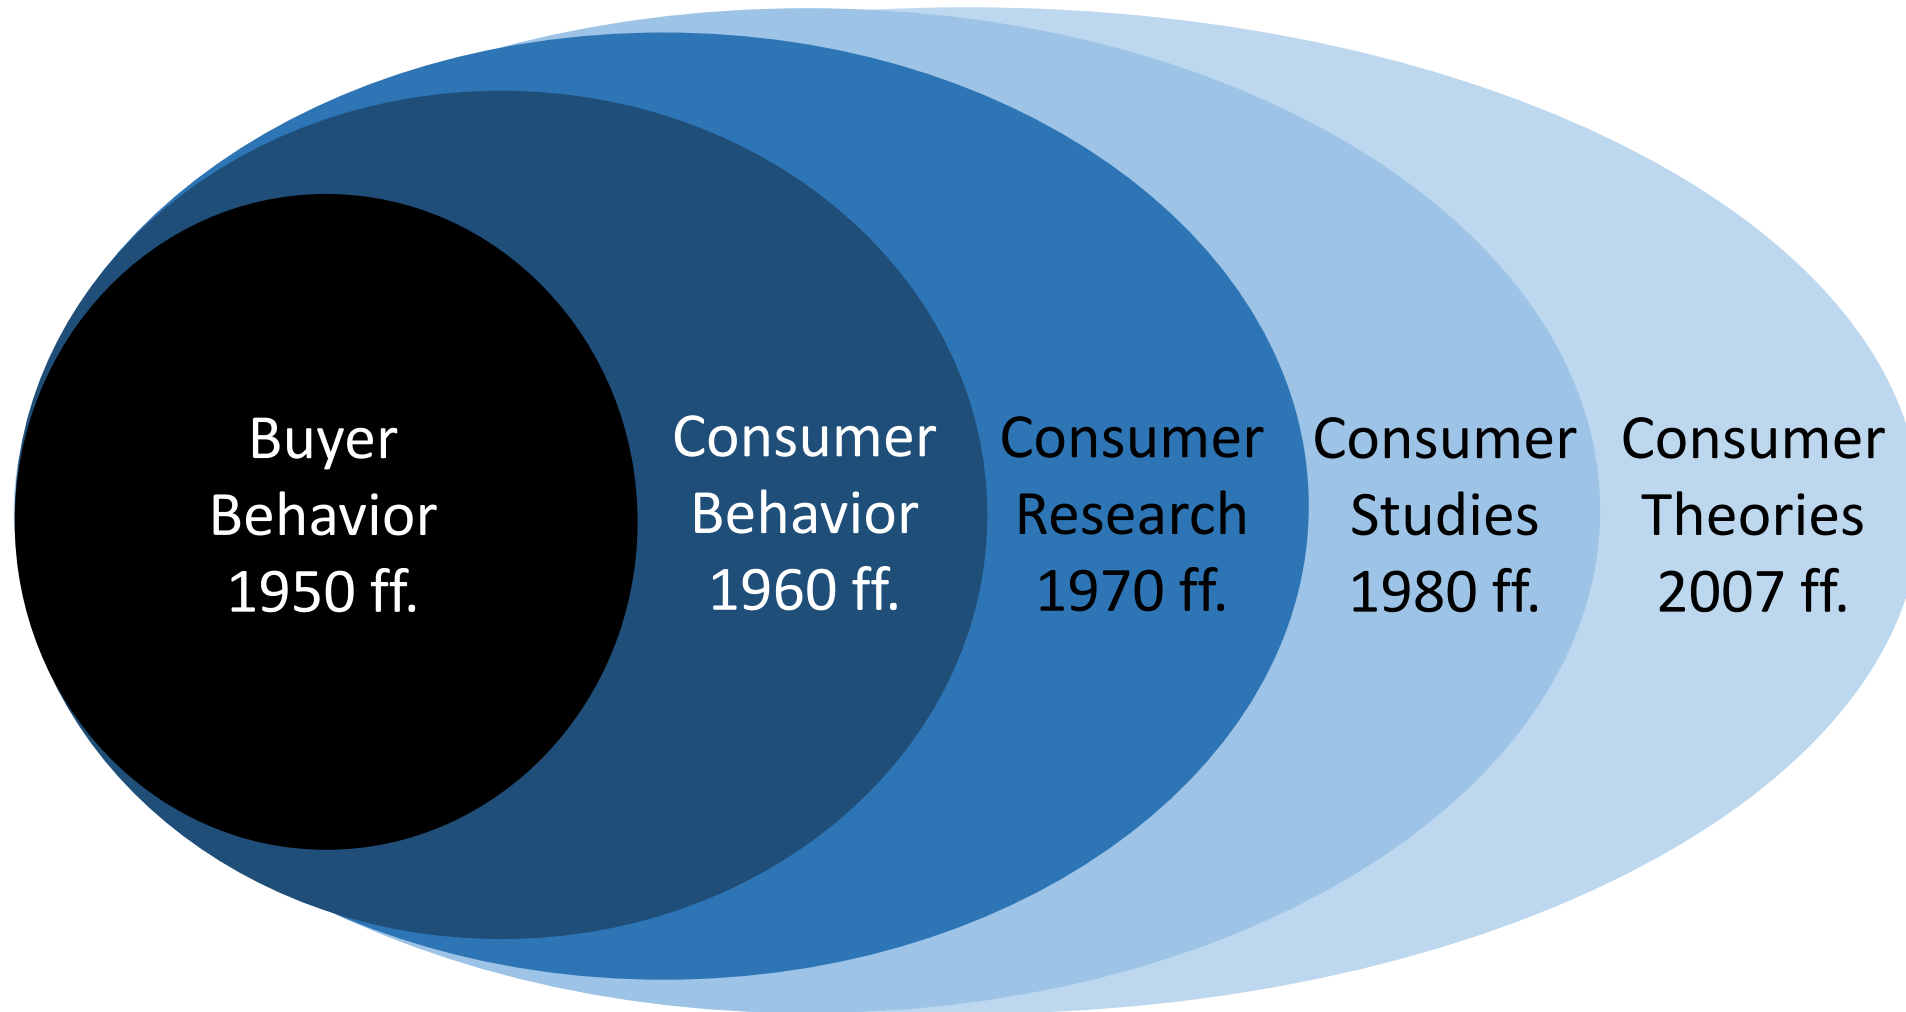 Buyer
Behavior
1950 ff.
Consumer
Behavior
1960 ff.
Consumer
Research
1970 ff.
Consumer
Studies
1980 ff.
Consumer
Theories
2007 ff.